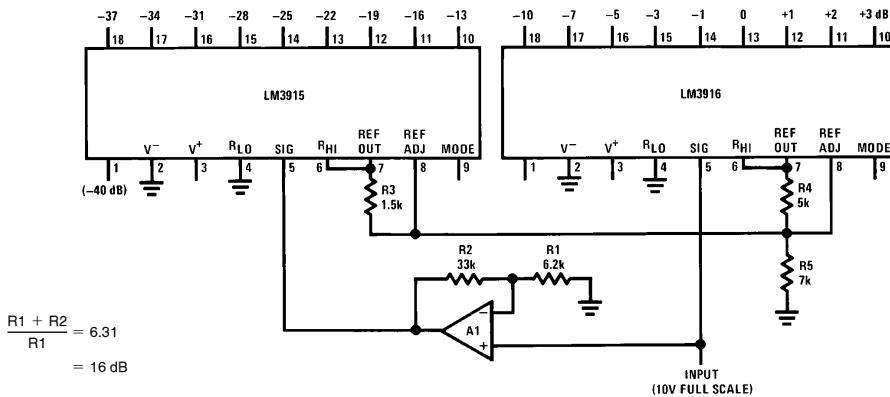 −37 −34 −31 −28 −25 −22 −19 −16 −13
18 17 16 15 14 13 12 11 10
LM3915
V− V+ RLO SIG RHI REF OUT REF ADJ MODE
1 2 3 4 5 6 7 8 9
(−40 dB)
−10 −7 −5 −3 −1 0 +1 +2 +3 dB
18 17 16 15 14 13 12 11 10
LM3916
V− V+ RLO SIG RHI REF OUT REF ADJ MODE
1 2 3 4 5 6 7 8 9
R3
1.5k
R4
5k
R2
33k
R1
6.2k
R5
7k
A1
−
+
R1 + R2
R1
= 6.31
= 16 dB
INPUT
(10V FULL SCALE)